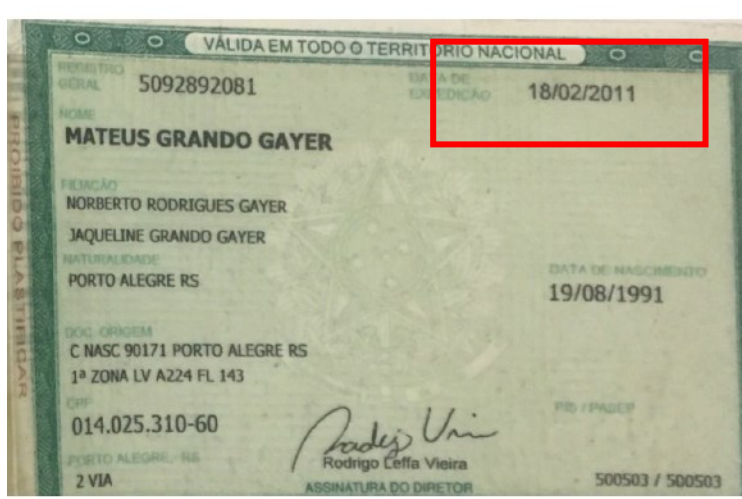 VÁLIDA EM TODO O TERRITÓRIO NACIONAL
REGISTRO GERAL 5092892081 DATA DE EXPEDIÇÃO 18/02/2011
NOME
MATEUS GRANDO GAYER
FILIAÇÃO
NORBERTO RODRIGUES GAYER
JAQUELINE GRANDO GAYER
NATURALIDADE
PORTO ALEGRE RS
DATA DE NASCIMENTO
19/08/1991
DOC. ORIGEM
C NASC 90171 PORTO ALEGRE RS
1ª ZONA LV A224 FL 143
CPF
014.025.310-60
PIS / PASEP
PORTO ALEGRE, RS
Rodrigo Leffa Vieira
2 VIA
ASSINATURA DO DIRETOR
500503 / 500503
PROIBIDO PLASTIFICAR